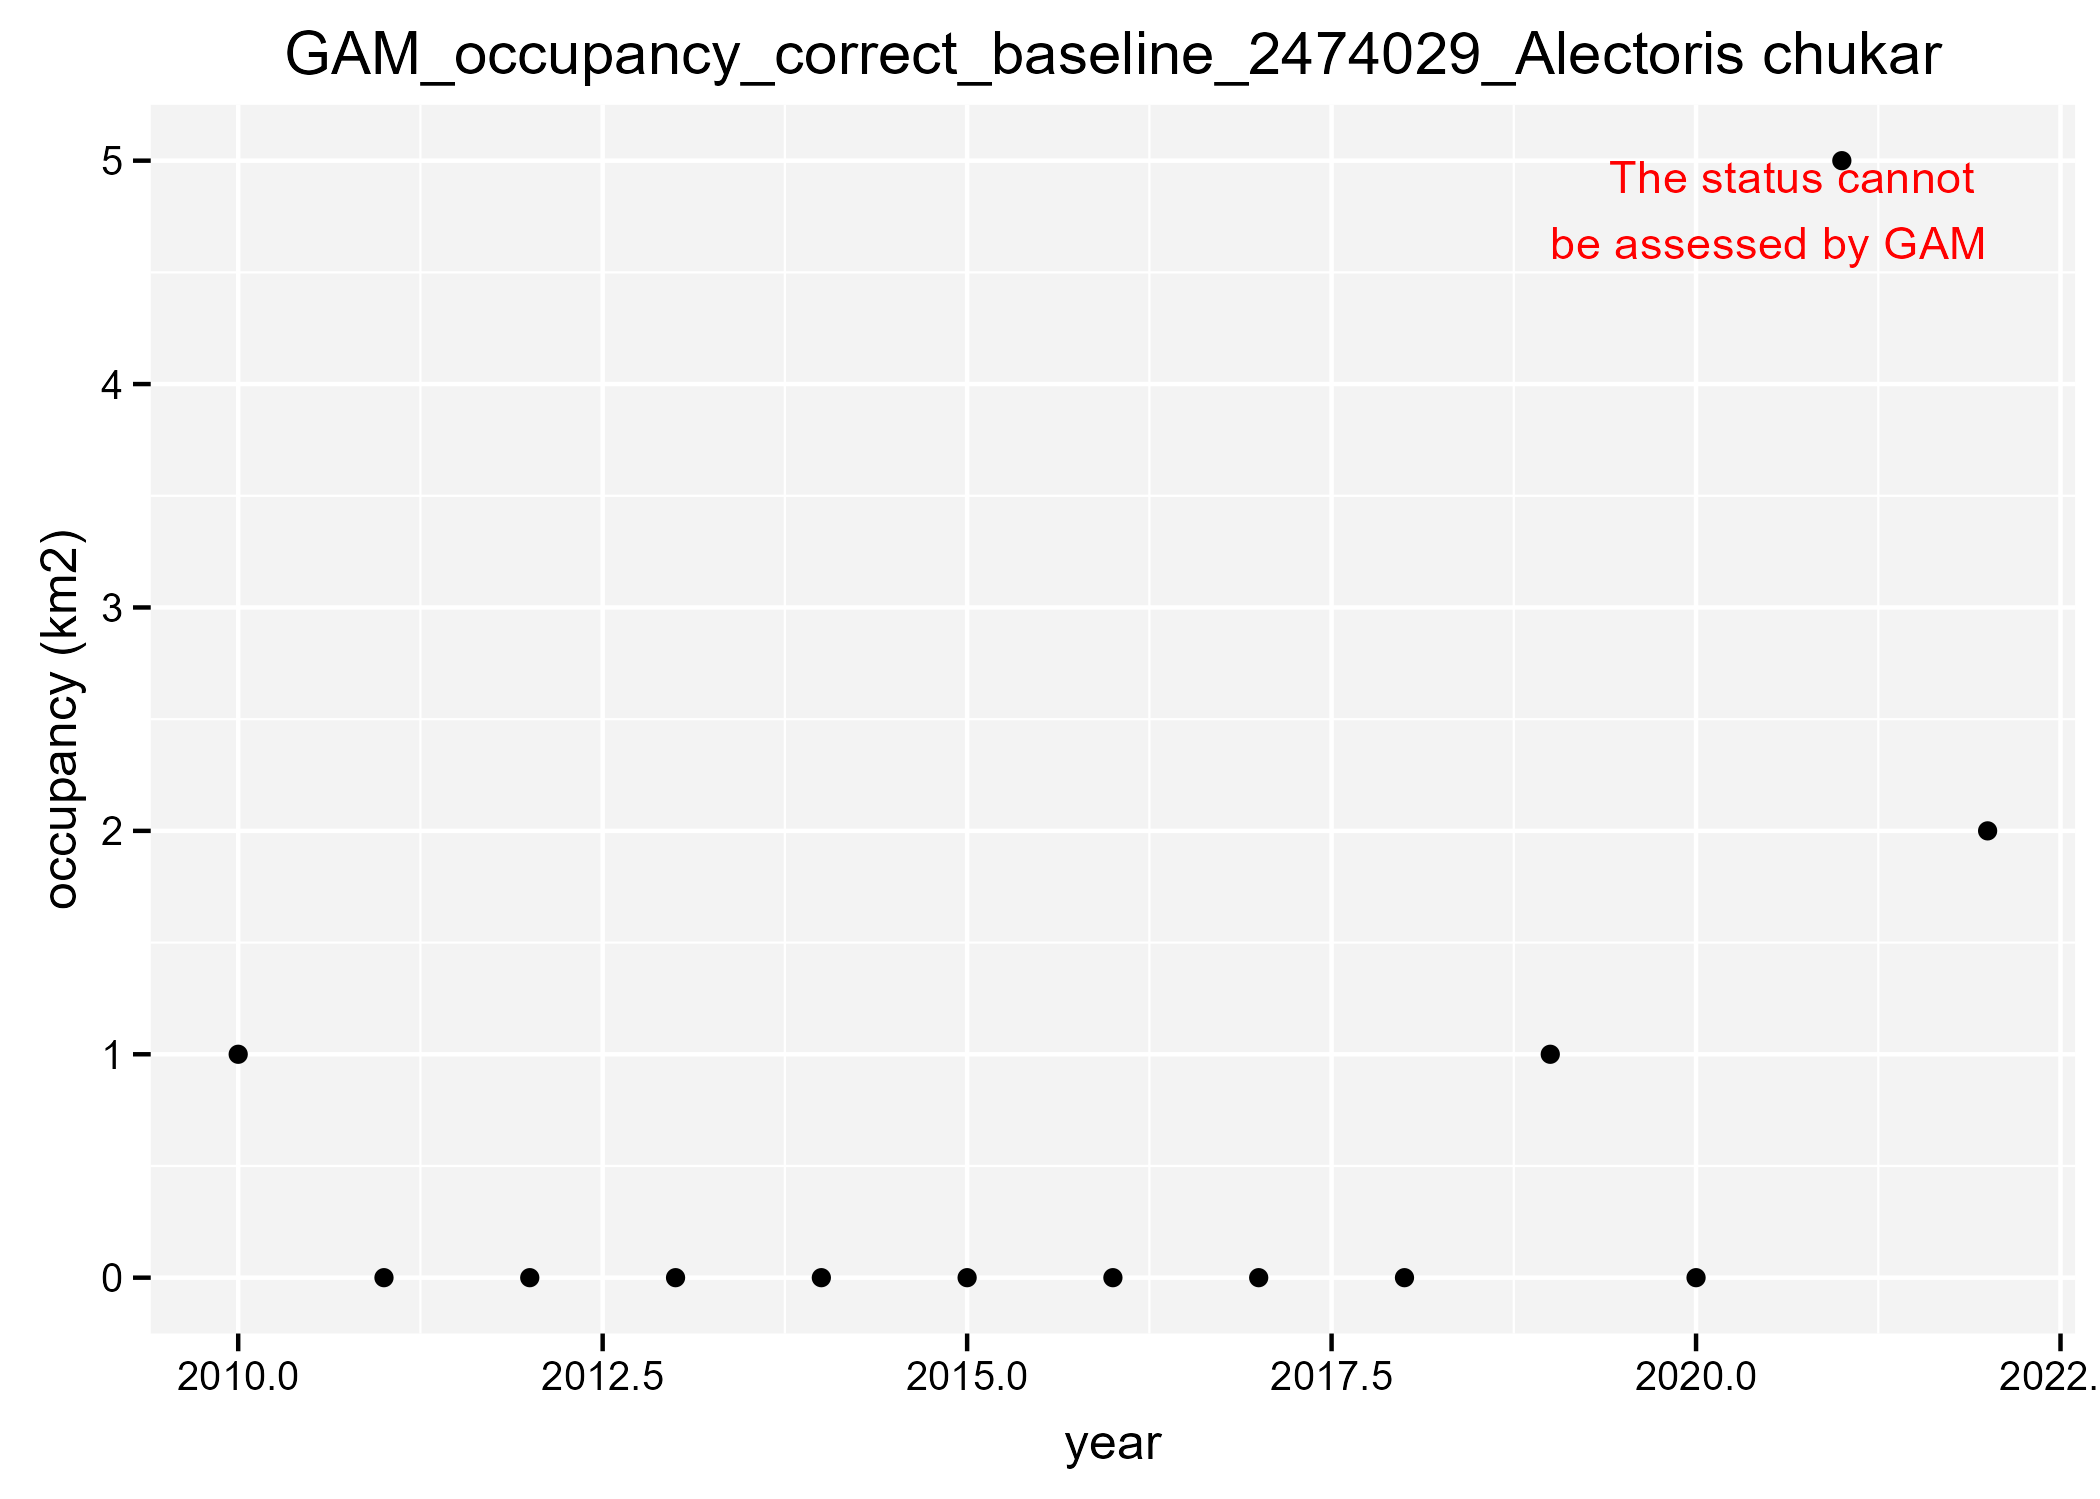 GAM_occupancy_correct_baseline_2474029_Alectoris chukar
The status cannot
be assessed by GAM
5
4
3
2
1
0
occupancy (km2)
2010.0
2012.5
2015.0
2017.5
2020.0
2022.
year